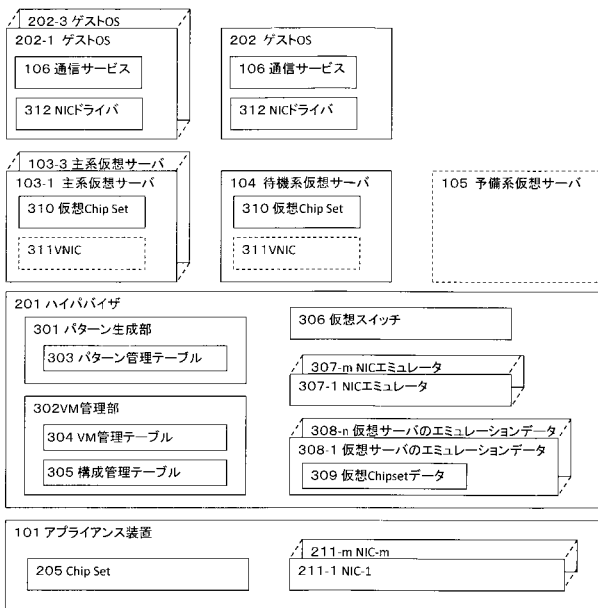 202-3 ゲストOS
202-1 ゲストOS
106 通信サービス
312 NICドライバ
202 ゲストOS
106 通信サービス
312 NICドライバ
103-3 主系仮想サーバ
103-1 主系仮想サーバ
310 仮想Chip Set
311VNIC
104 待機系仮想サーバ
310 仮想Chip Set
311VNIC
105 予備系仮想サーバ
201 ハイパバイザ
301 パターン生成部
303 パターン管理テーブル
302VM管理部
304 VM管理テーブル
305 構成管理テーブル
306 仮想スイッチ
307-m NICエミュレータ
307-1 NICエミュレータ
308-n 仮想サーバのエミュレーションデータ
308-1 仮想サーバのエミュレーションデータ
309 仮想Chipsetデータ
101 アプライアンス装置
205 Chip Set
211-m NIC-m
211-1 NIC-1